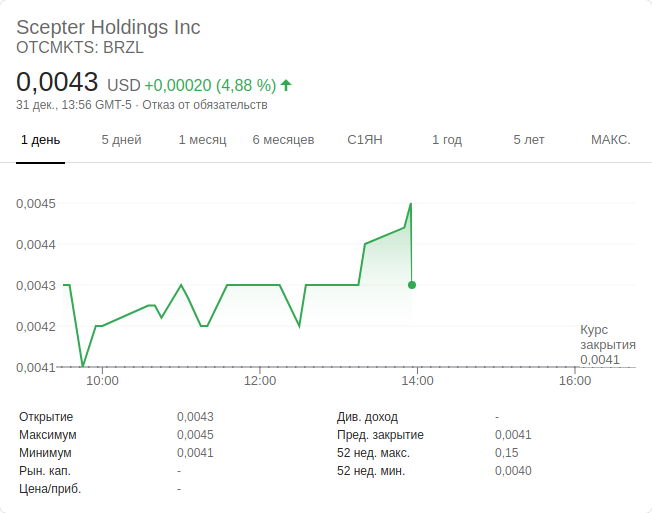 Scepter Holdings Inc
OTCMKTS: BRZL
0,0043 USD +0,00020 (4,88 %)
31 дек., 13:56 GMT-5 · Отказ от обязательств
1 день 5 дней 1 месяц 6 месяцев С1ЯН 1 год 5 лет МАКС.
0,0045
0,0044
0,0043
0,0042
0,0041
Курс
закрытия
0,0041
10:00 12:00 14:00 16:00
Открытие 0,0043 Див. доход -
Максимум 0,0045 Пред. закрытие 0,0041
Минимум 0,0041 52 нед. макс. 0,15
Рын. кап. - 52 нед. мин. 0,0040
Цена/приб. -